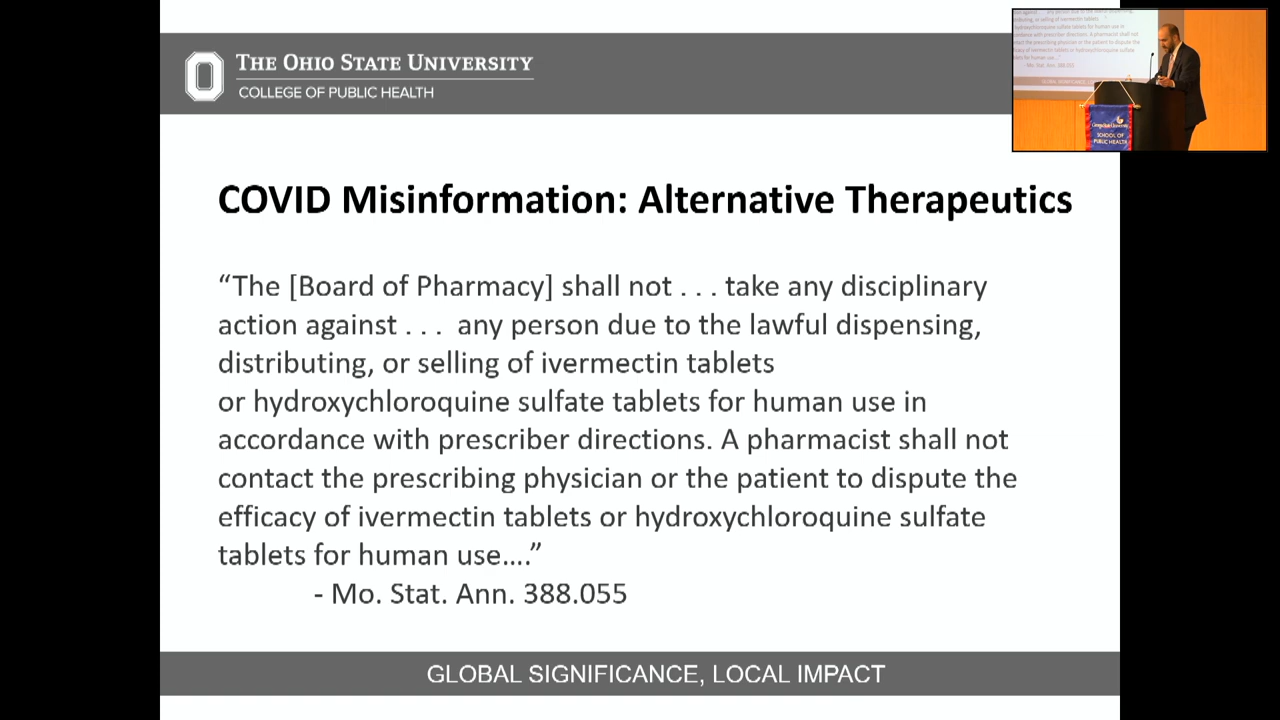 THE OHIO STATE UNIVERSITY
COLLEGE OF PUBLIC HEALTH
COVID Misinformation: Alternative Therapeutics
“The [Board of Pharmacy] shall not . . . take any disciplinary
action against . . .  any person due to the lawful dispensing,
distributing, or selling of ivermectin tablets
or hydroxychloroquine sulfate tablets for human use in
accordance with prescriber directions. A pharmacist shall not
contact the prescribing physician or the patient to dispute the
efficacy of ivermectin tablets or hydroxychloroquine sulfate
tablets for human use….”
- Mo. Stat. Ann. 388.055
GLOBAL SIGNIFICANCE, LOCAL IMPACT
SCHOOL OF
PUBLIC HEALTH